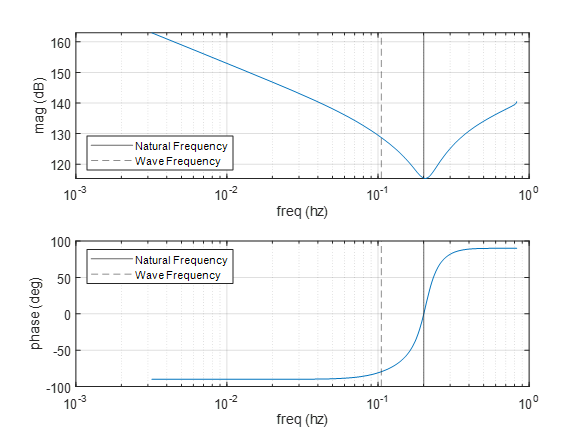 160
150
140
130
120
mag (dB)
Natural Frequency
Wave Frequency
10^-3
10^-2
10^-1
10^0
freq (hz)
100
50
0
-50
-100
phase (deg)
Natural Frequency
Wave Frequency
10^-3
10^-2
10^-1
10^0
freq (hz)